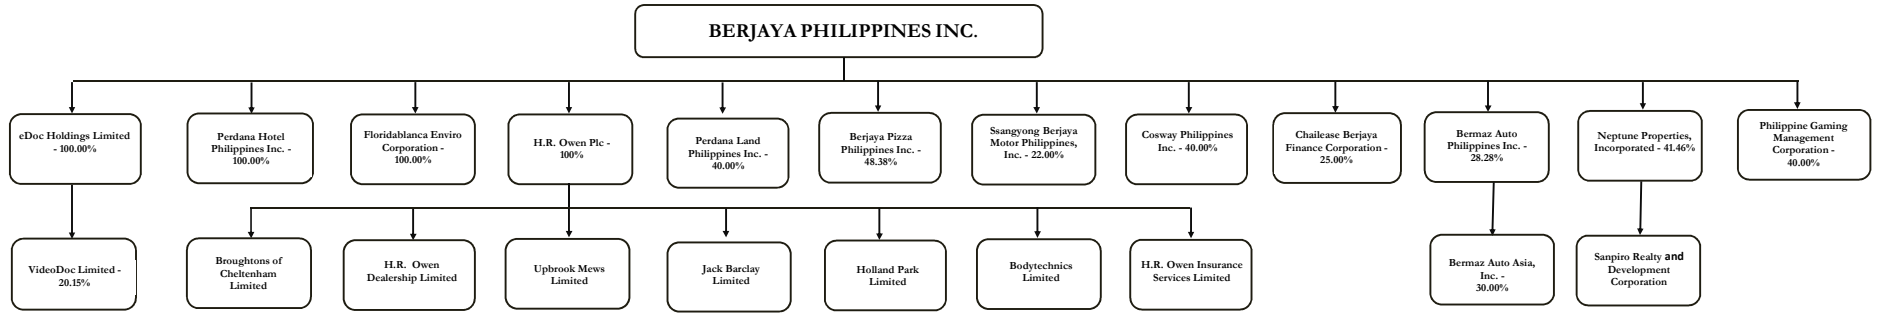 BERJAYA PHILIPPINES INC.
eDoc Holdings Limited
- 100.00%
Perdana Hotel
Philippines Inc. -
100.00%
Floridablanca Enviro
Corporation -
100.00%
H.R. Owen Plc -
100%
Perdana Land
Philippines Inc. -
40.00%
Berjaya Pizza
Philippines Inc. -
48.38%
Ssangyong Berjaya
Motor Philippines,
Inc. - 22.00%
Cosway Philippines
Inc. - 40.00%
Chailease Berjaya
Finance Corporation -
25.00%
Bermaz Auto
Philippines Inc. -
28.28%
Neptune Properties,
Incorporated - 41.46%
Philippine Gaming
Management
Corporation -
40.00%
VideoDoc Limited -
20.15%
Broughtons of
Cheltenham
Limited
H.R. Owen
Dealership Limited
Upbrook Mews
Limited
Jack Barclay
Limited
Holland Park
Limited
Bodytechnics
Limited
H.R. Owen Insurance
Services Limited
Bermaz Auto Asia,
Inc. -
30.00%
Sanpiro Realty and
Development
Corporation